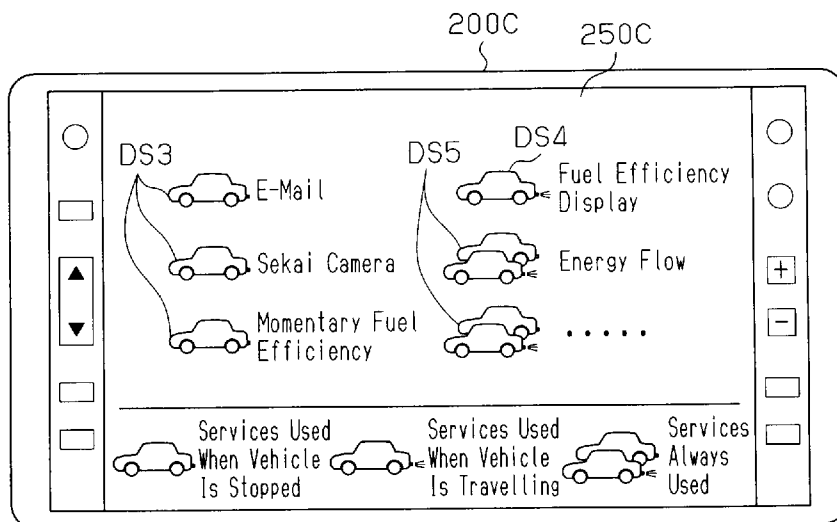 200C
250C
DS3
DS5
DS4
E-Mail
Fuel Efficiency
Display
Sekai Camera
Energy Flow
Momentary Fuel
Efficiency
.....
+
−
Services Used
When Vehicle
Is Stopped
Services Used
When Vehicle
Is Travelling
Services
Always
Used